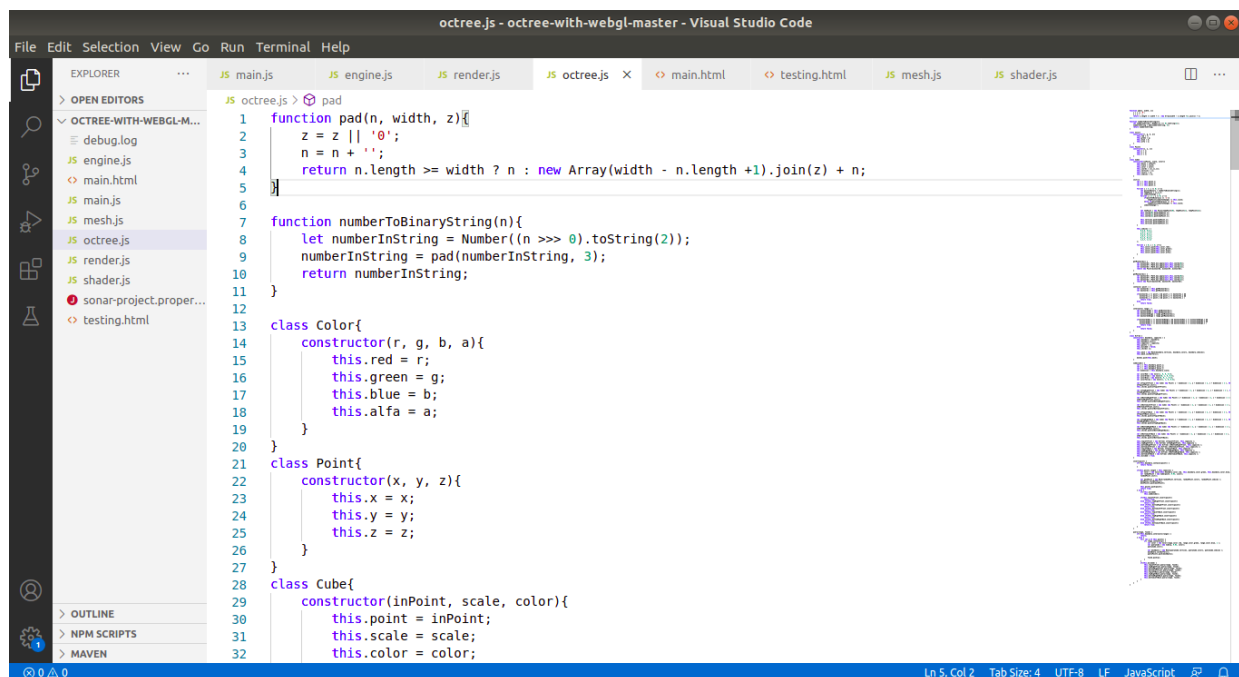 octree.js - octree-with-webgl-master - Visual Studio Code
File Edit Selection View Go Run Terminal Help
EXPLORER ...
JS main.js JS engine.js JS render.js JS octree.js × <> main.html <> testing.html JS mesh.js JS shader.js ...
> OPEN EDITORS
JS octree.js > pad
OCTREE-WITH-WEBGL-M...
debug.log
JS engine.js
<> main.html
JS main.js
JS mesh.js
JS octree.js
JS render.js
JS shader.js
J sonar-project.proper...
<> testing.html
> OUTLINE
> NPM SCRIPTS
> MAVEN
1
1 function pad(n, width, z){
2 z = z || '0';
3 n = n + '';
4 return n.length >= width ? n : new Array(width - n.length +1).join(z) + n;
5 }
6
7 function numberToBinaryString(n){
8 let numberInString = Number((n >>> 0).toString(2));
9 numberInString = pad(numberInString, 3);
10 return numberInString;
11 }
12
13 class Color{
14 constructor(r, g, b, a){
15 this.red = r;
16 this.green = g;
17 this.blue = b;
18 this.alfa = a;
19 }
20 }
21 class Point{
22 constructor(x, y, z){
23 this.x = x;
24 this.y = y;
25 this.z = z;
26 }
27 }
28 class Cube{
29 constructor(inPoint, scale, color){
30 this.point = inPoint;
31 this.scale = scale;
32 this.color = color;
0 0 Ln 5, Col 2 Tab Size: 4 UTF-8 LF JavaScript